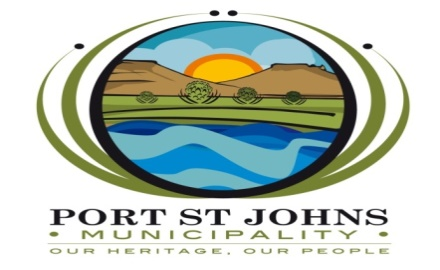 PORT ST JOHNS
• MUNICIPALITY •
OUR HERITAGE, OUR PEOPLE